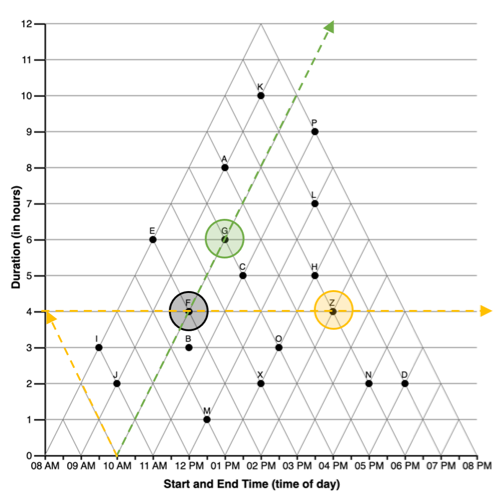 12
11
K
10
P
9
A
8
L
7
E
G
6
C
H
5
F
Z
4
I
B
O
3
J
X
N
D
2
M
1
0
08 AM 09 AM 10 AM 11 AM 12 PM 01 PM 02 PM 03 PM 04 PM 05 PM 06 PM 07 PM 08 PM
Duration (in hours)
Start and End Time (time of day)